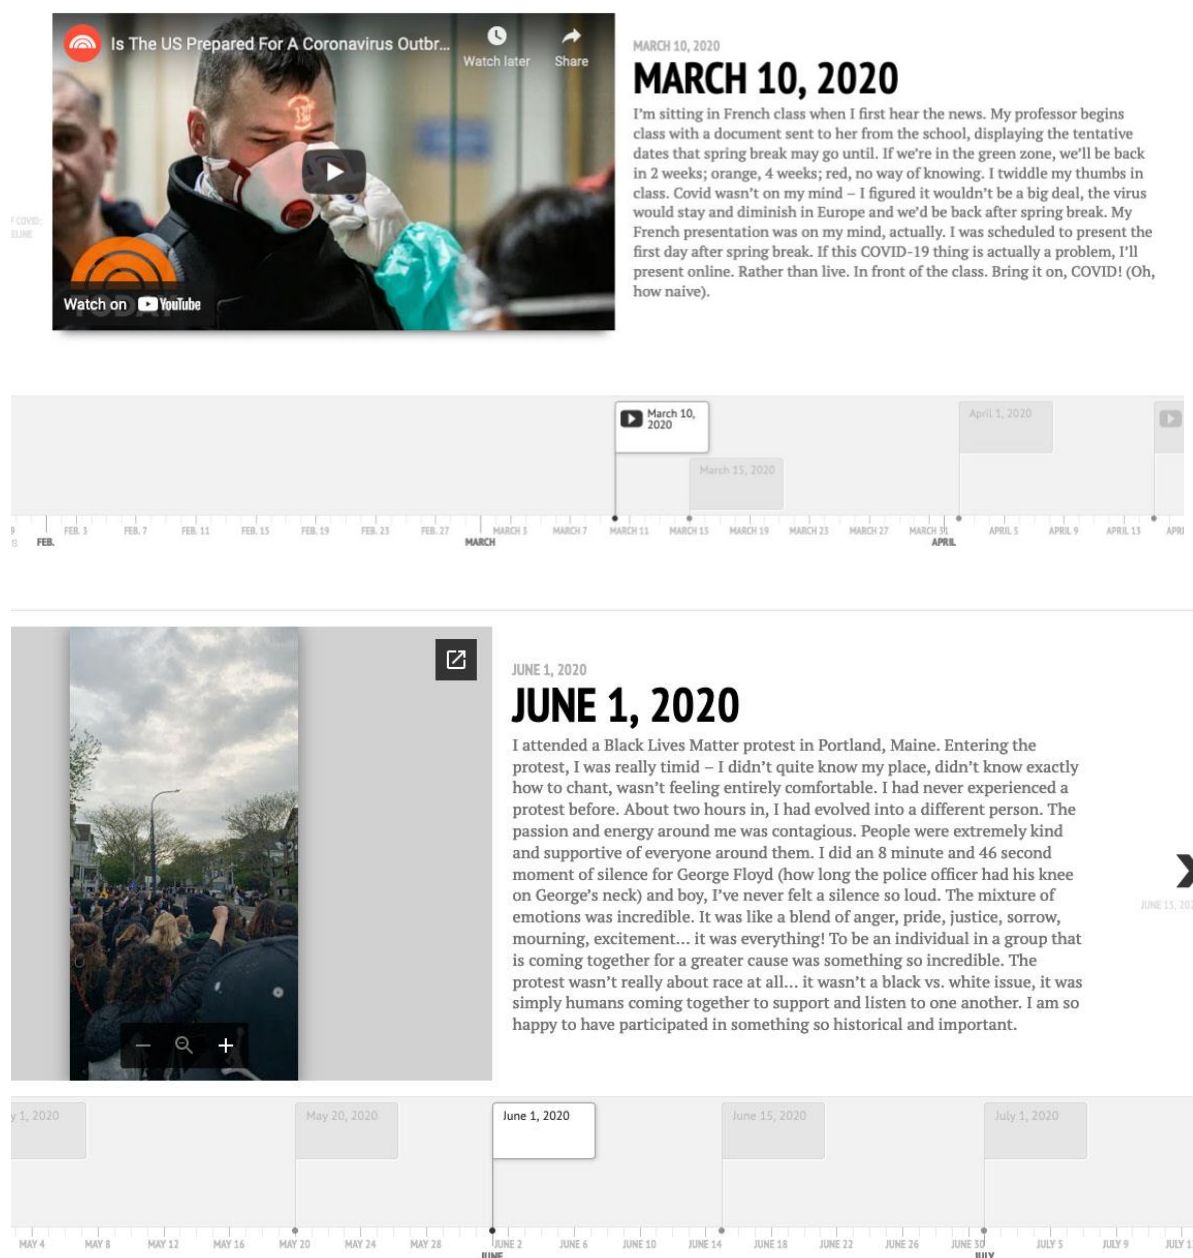 Is The US Prepared For A Coronavirus Outbr...
Watch later
Share
Watch on YouTube
TODAY
MARCH 10, 2020
MARCH 10, 2020
I'm sitting in French class when I first hear the news. My professor begins
class with a document sent to her from the school, displaying the tentative
dates that spring break may go until. If we're in the green zone, we'll be back
in 2 weeks; orange, 4 weeks; red, no way of knowing. I twiddle my thumbs in
class. Covid wasn't on my mind – I figured it wouldn't be a big deal, the virus
would stay and diminish in Europe and we'd be back after spring break. My
French presentation was on my mind, actually. I was scheduled to present the
first day after spring break. If this COVID-19 thing is actually a problem, I'll
present online. Rather than live. In front of the class. Bring it on, COVID! (Oh,
how naive).
COVID:
ELINE
March 10,
2020
April 1, 2020
March 15, 2020
FEB. 3 FEB. 7 FEB. 11 FEB. 15 FEB. 19 FEB. 23 FEB. 27 MARCH 3 MARCH 7 MARCH 11 MARCH 15 MARCH 19 MARCH 23 MARCH 27 MARCH 31 APRIL 5 APRIL 9 APRIL 13 APRI
FEB. MARCH APRIL
JUNE 1, 2020
JUNE 1, 2020
I attended a Black Lives Matter protest in Portland, Maine. Entering the
protest, I was really timid – I didn't quite know my place, didn't know exactly
how to chant, wasn't feeling entirely comfortable. I had never experienced a
protest before. About two hours in, I had evolved into a different person. The
passion and energy around me was contagious. People were extremely kind
and supportive of everyone around them. I did an 8 minute and 46 second
moment of silence for George Floyd (how long the police officer had his knee
on George's neck) and boy, I've never felt a silence so loud. The mixture of
emotions was incredible. It was like a blend of anger, pride, justice, sorrow,
mourning, excitement... it was everything! To be an individual in a group that
is coming together for a greater cause was something so incredible. The
protest wasn't really about race at all... it wasn't a black vs. white issue, it was
simply humans coming together to support and listen to one another. I am so
happy to have participated in something so historical and important.
JUNE 15, 202
y 1, 2020
May 20, 2020
June 1, 2020
June 15, 2020
July 1, 2020
MAY 4 MAY 8 MAY 12 MAY 16 MAY 20 MAY 24 MAY 28 JUNE 2 JUNE 6 JUNE 10 JUNE 14 JUNE 18 JUNE 22 JUNE 26 JUNE 30 JULY 5 JULY 9 JULY 1
JUNE JULY